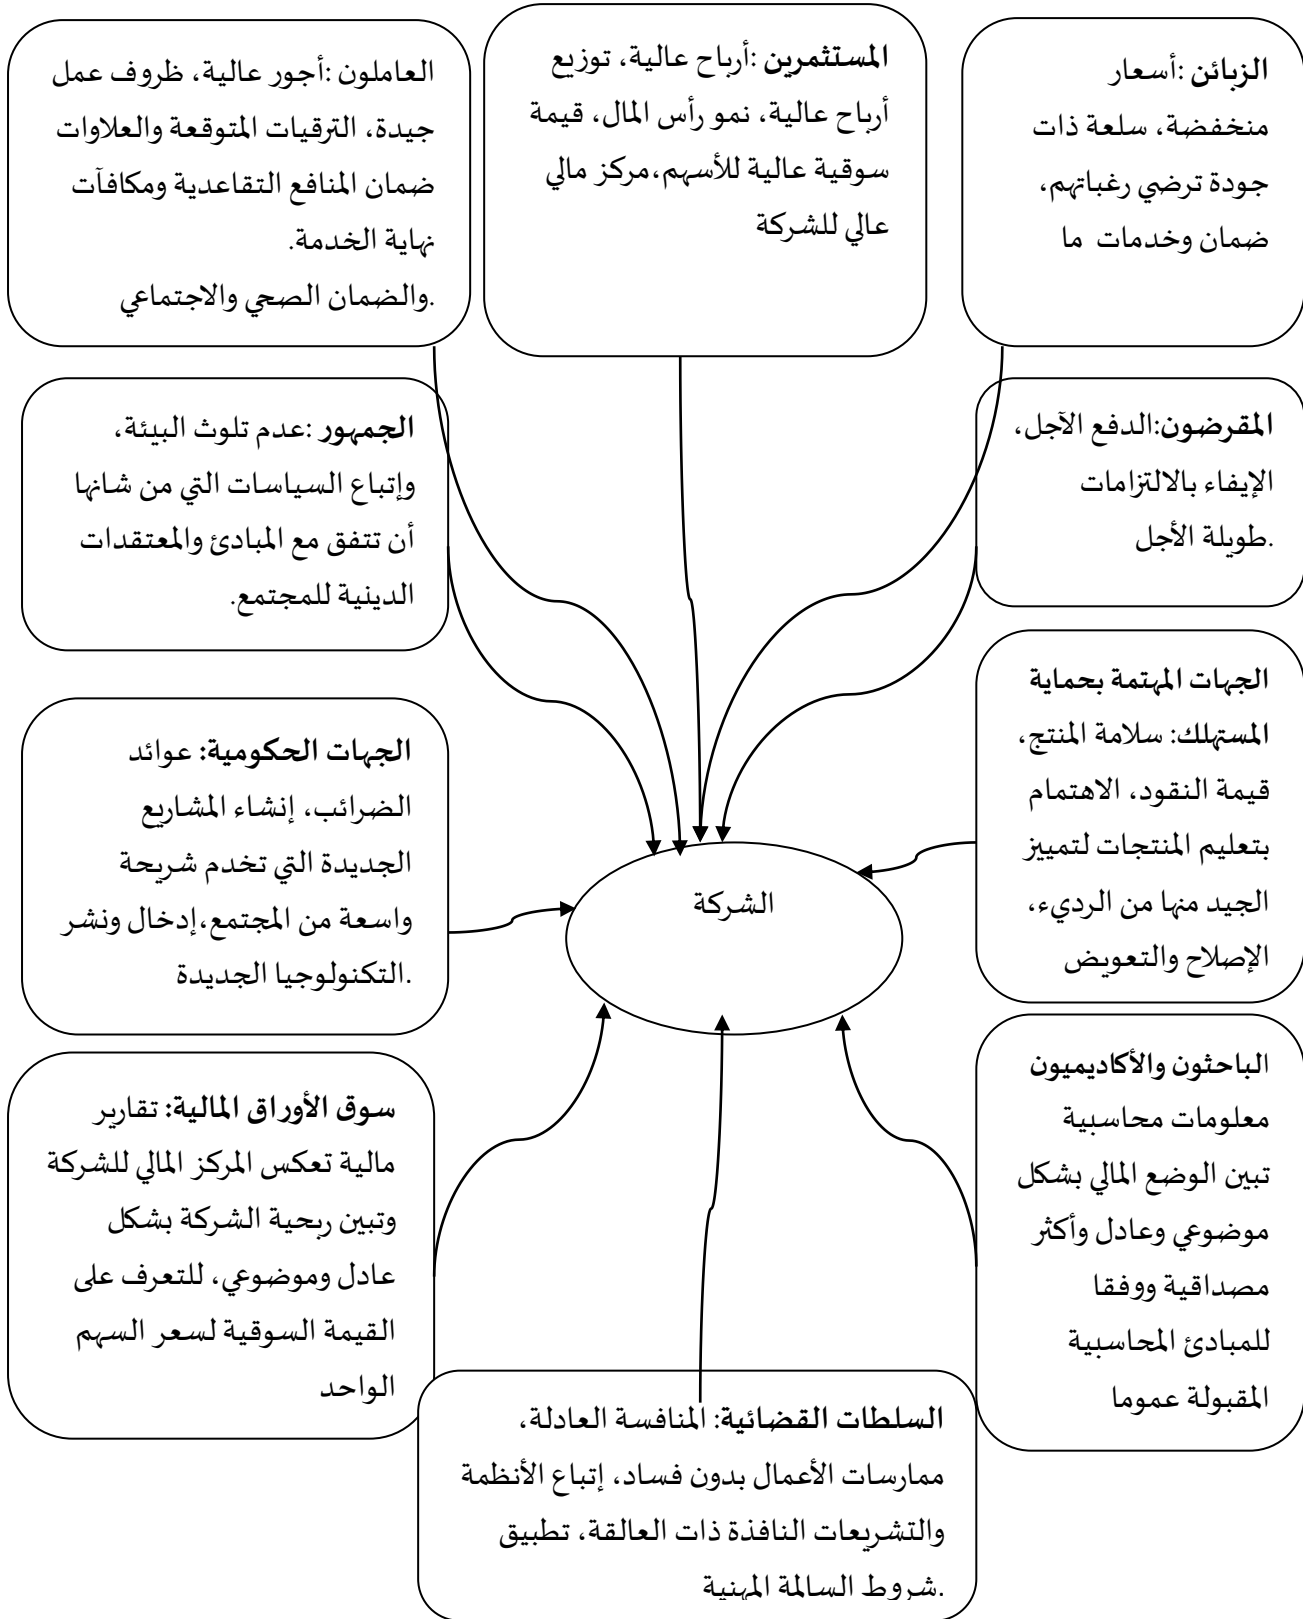 الزبائن :أسعار
منخفضة، سلعة ذات
جودة ترضي رغباتهم،
ضمان وخدمات ما
المستثمرين :أرباح عالية، توزيع
أرباح عالية، نمو رأس المال، قيمة
سوقية عالية للأسهم،مركز مالي
عالي للشركة
العاملون :أجور عالية، ظروف عمل
جيدة، الترقيات المتوقعة والعلاوات
ضمان المنافع التقاعدية ومكافآت
نهاية الخدمة.
.والضمان الصحي والاجتماعي
المقرضون:الدفع الآجل،
الإيفاء بالالتزامات
.طويلة الأجل
الجمهور :عدم تلوث البيئة،
وإتباع السياسات التي من شانها
أن تتفق مع المبادئ والمعتقدات
الدينية للمجتمع.
الجهات المهتمة بحماية
المستهلك: سلامة المنتج،
قيمة النقود، الاهتمام
بتعليم المنتجات لتمييز
الجيد منها من الرديء،
الإصلاح والتعويض
الجهات الحكومية: عوائد
الضرائب، إنشاء المشاريع
الجديدة التي تخدم شريحة
واسعة من المجتمع،إدخال ونشر
.التكنولوجيا الجديدة
الشركة
الباحثون والأكاديميون
معلومات محاسبية
تبين الوضع المالي بشكل
موضوعي وعادل وأكثر
مصداقية ووفقا
للمبادئ المحاسبية
المقبولة عموما
سوق الأوراق المالية: تقارير
مالية تعكس المركز المالي للشركة
وتبين ربحية الشركة بشكل
عادل وموضوعي، للتعرف على
القيمة السوقية لسعر السهم
الواحد
السلطات القضائية: المنافسة العادلة،
ممارسات الأعمال بدون فساد، إتباع الأنظمة
والتشريعات النافذة ذات العالقة، تطبيق
.شروط السالمة المهنية